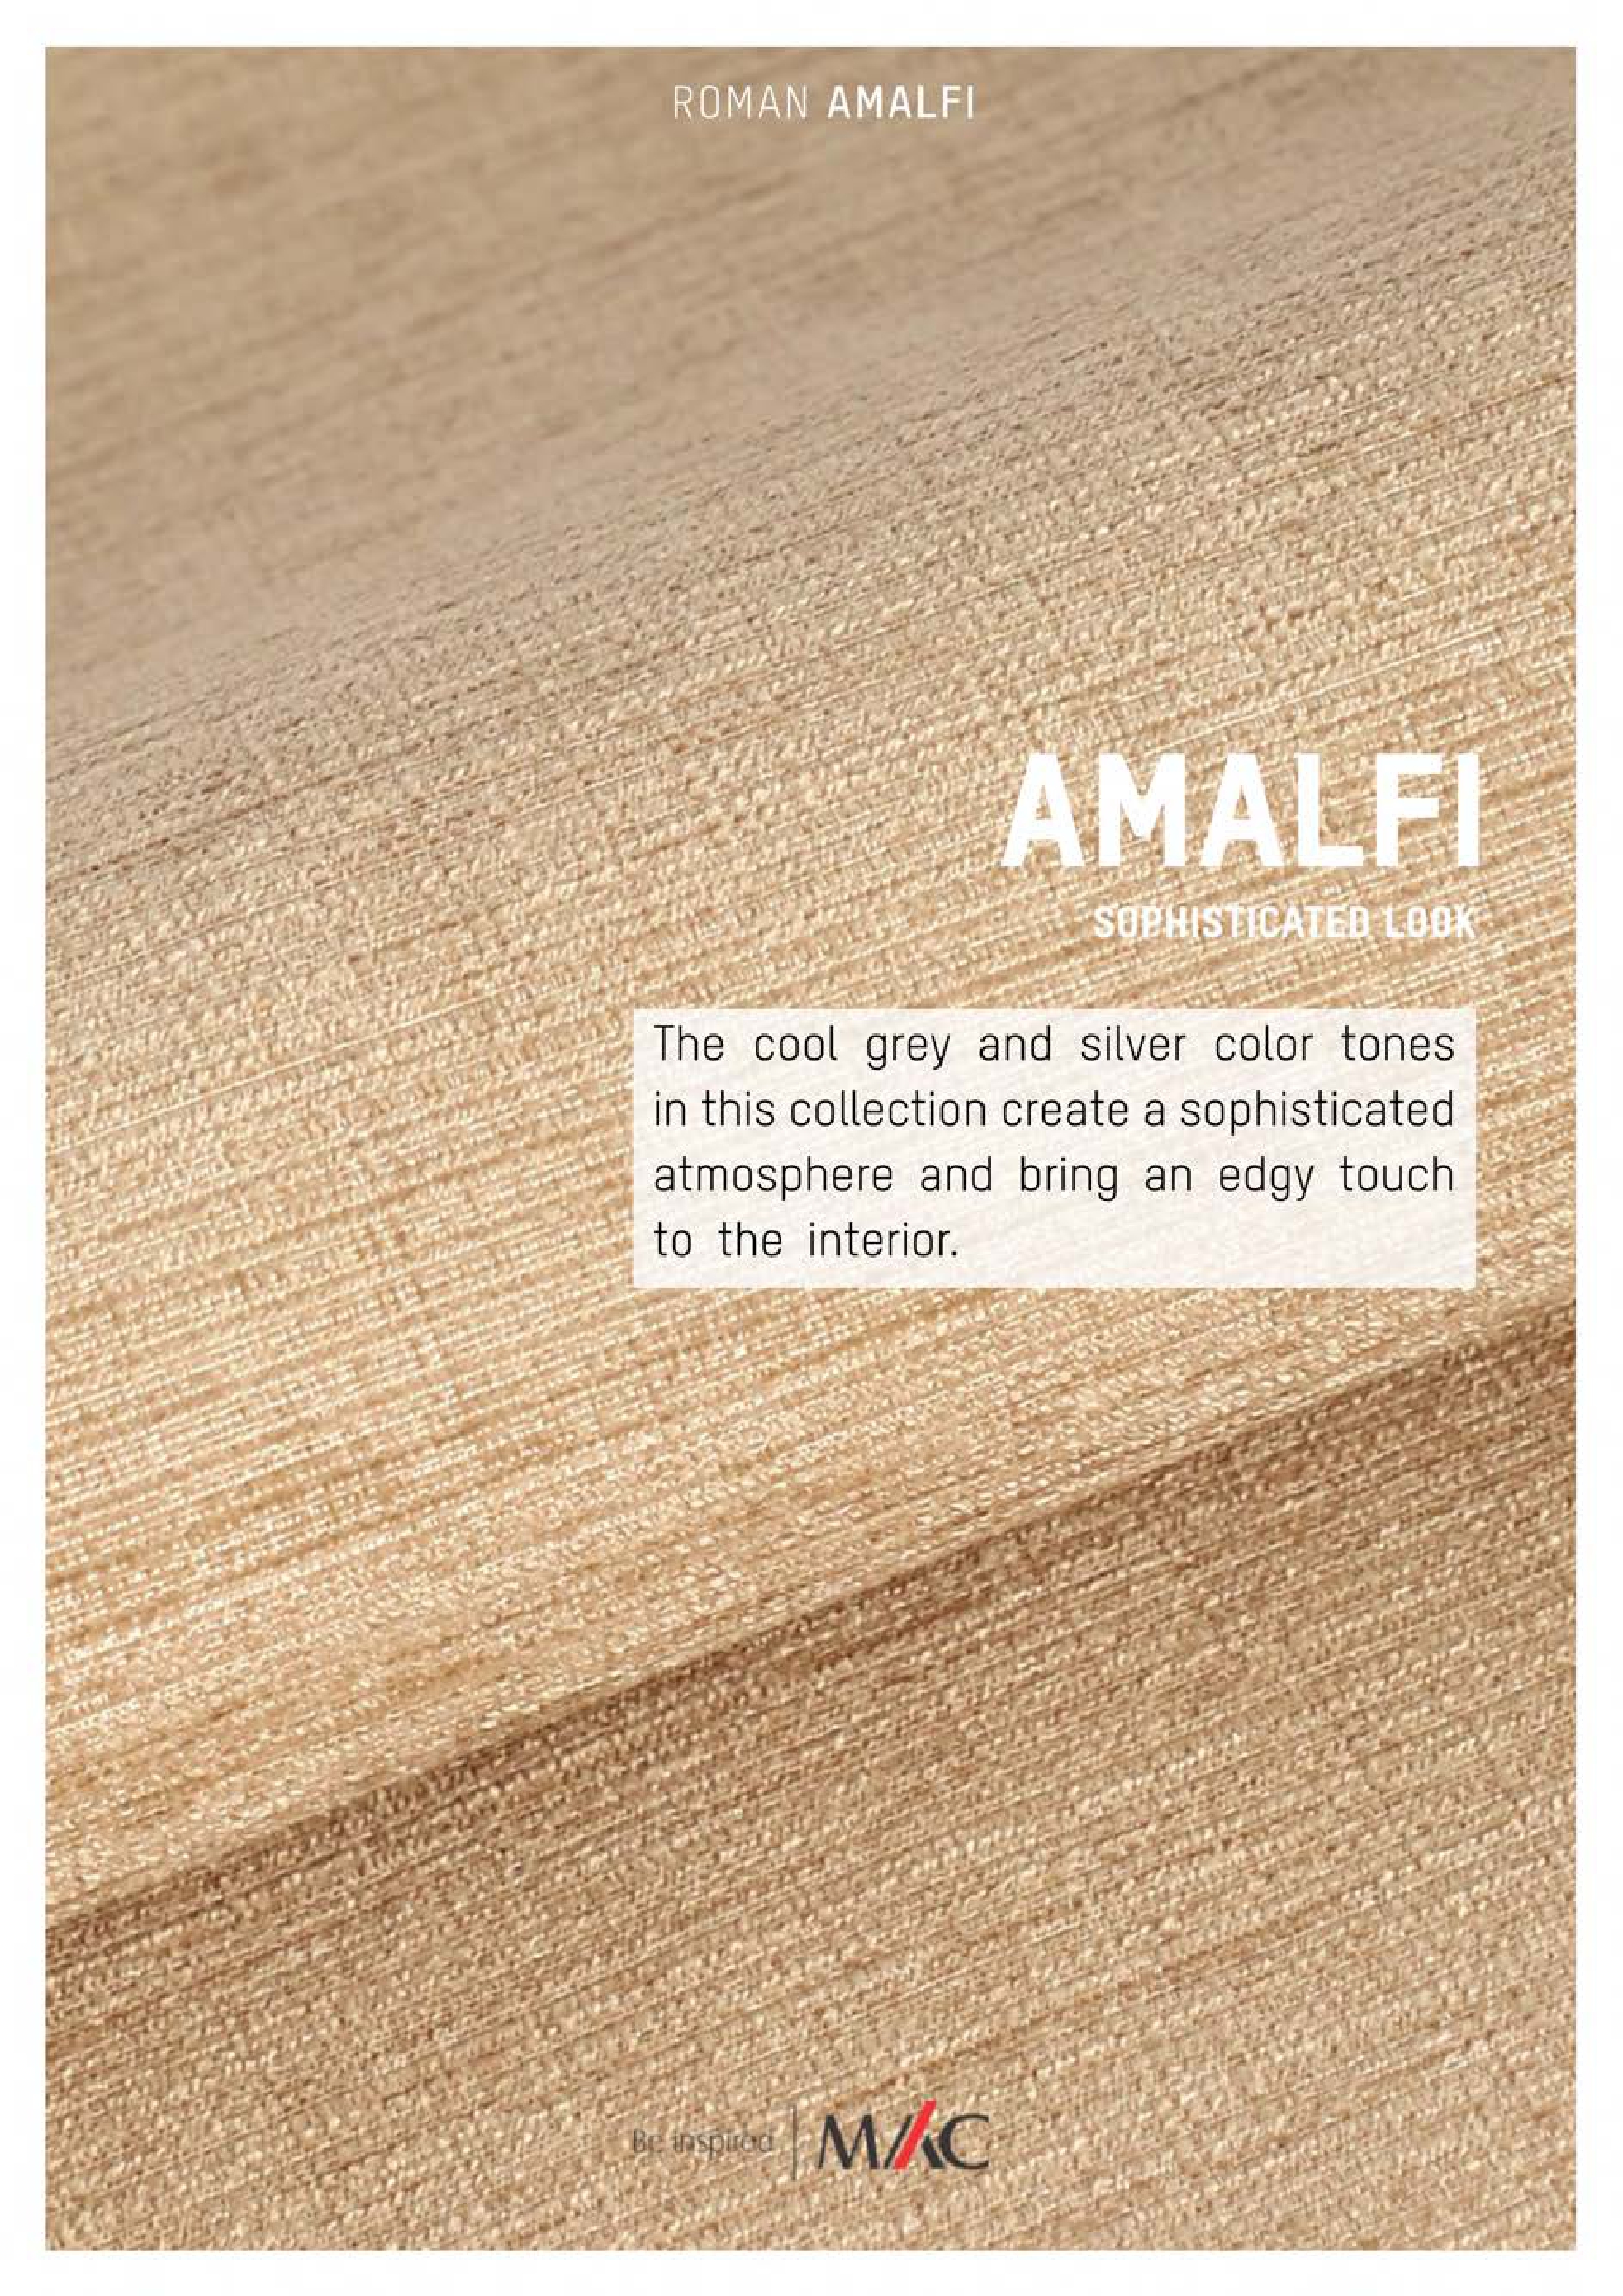 ROMAN AMALFI
AMALFI
SOPHISTICATED LOOK
The cool grey and silver color tones
in this collection create a sophisticated
atmosphere and bring an edgy touch
to the interior.
Be inspired | MAC